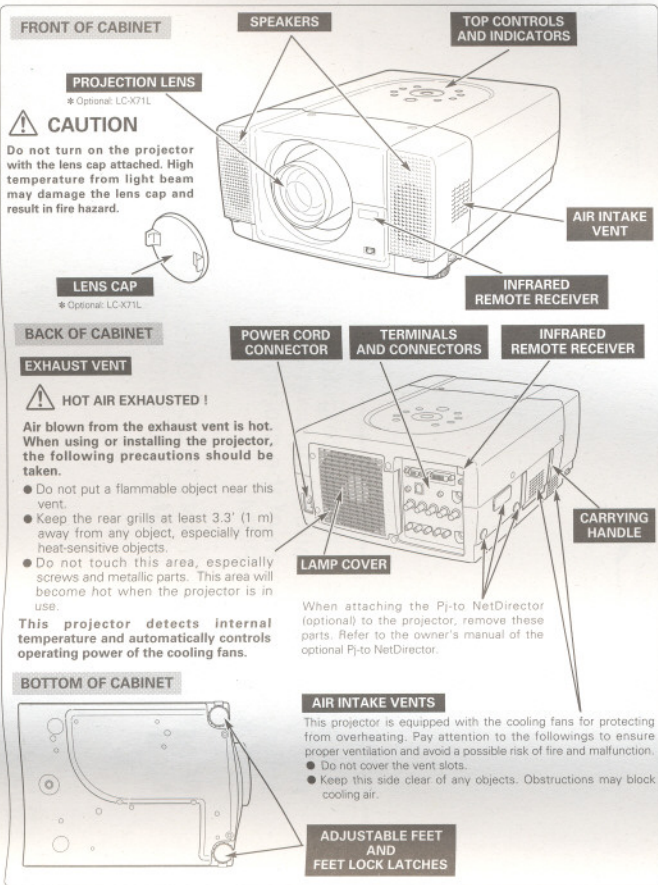 FRONT OF CABINET
SPEAKERS
TOP CONTROLS
AND INDICATORS
PROJECTION LENS
✽ Optional: LC-X71L
CAUTION
Do not turn on the projector
with the lens cap attached. High
temperature from light beam
may damage the lens cap and
result in fire hazard.
AIR INTAKE
VENT
LENS CAP
✽ Optional: LC-X71L
INFRARED
REMOTE RECEIVER
BACK OF CABINET
POWER CORD
CONNECTOR
TERMINALS
AND CONNECTORS
INFRARED
REMOTE RECEIVER
EXHAUST VENT
HOT AIR EXHAUSTED !
Air blown from the exhaust vent is hot.
When using or installing the projector,
the following precautions should be
taken.
● Do not put a flammable object near this
vent.
● Keep the rear grills at least 3.3' (1 m)
away from any object, especially from
heat-sensitive objects.
● Do not touch this area, especially
screws and metallic parts. This area will
become hot when the projector is in
use.
This projector detects internal
temperature and automatically controls
operating power of the cooling fans.
LAMP COVER
CARRYING
HANDLE
When attaching the Pj-to NetDirector
(optional) to the projector, remove these
parts. Refer to the owner's manual of the
optional Pj-to NetDirector.
BOTTOM OF CABINET
AIR INTAKE VENTS
This projector is equipped with the cooling fans for protecting
from overheating. Pay attention to the followings to ensure
proper ventilation and avoid a possible risk of fire and malfunction.
● Do not cover the vent slots.
● Keep this side clear of any objects. Obstructions may block
cooling air.
ADJUSTABLE FEET
AND
FEET LOCK LATCHES